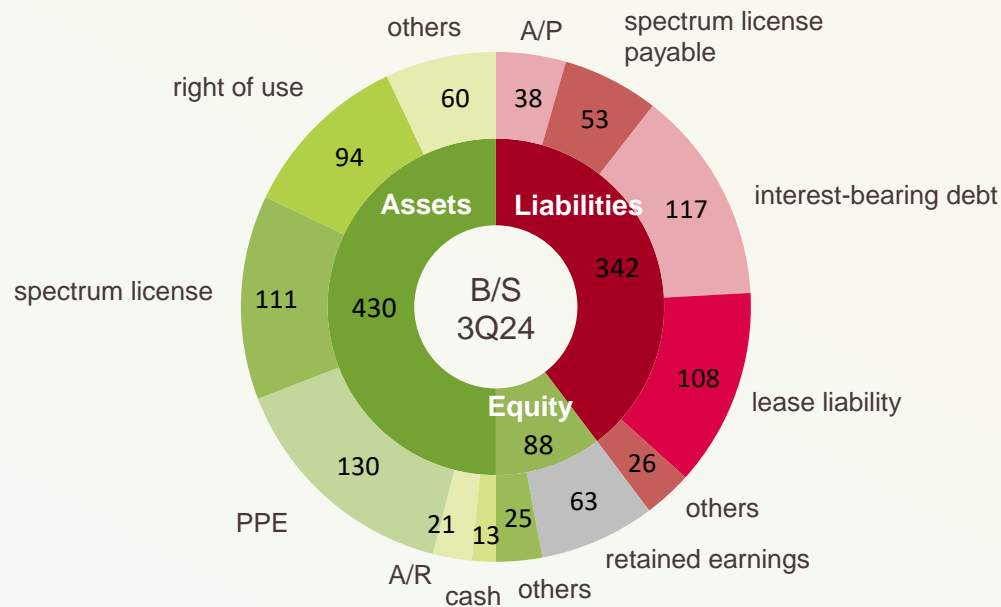 others
A/P
spectrum license
payable
right of use
60
38
53
94
117
interest-bearing debt
Assets
Liabilities
spectrum license
111
430
B/S
3Q24
342
108
lease liability
Equity
88
130
26
PPE
21
13
25
63
others
retained earnings
A/R
cash
others